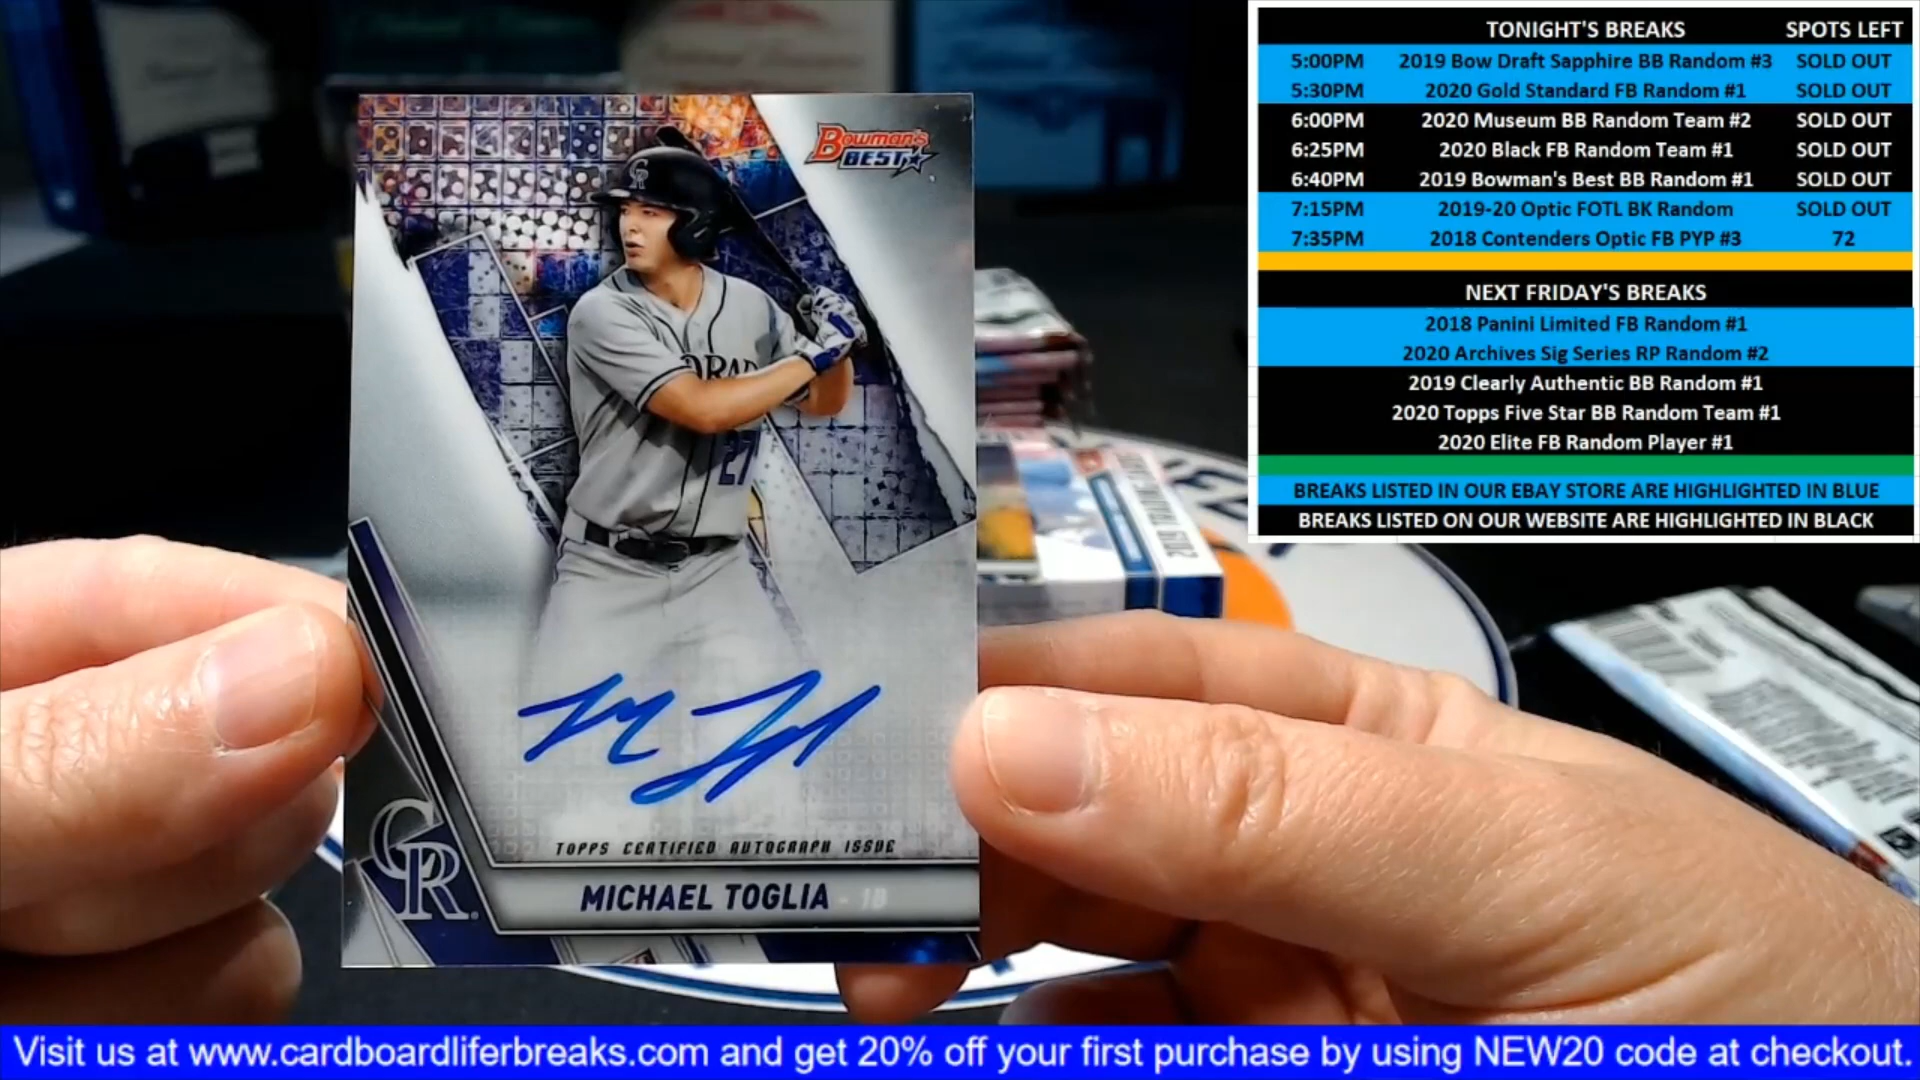 Bowman's
BEST
CR
ORAD
27
TOPPS CERTIFIED AUTOGRAPH ISSUE
CR
MICHAEL TOGLIA - 1B
TONIGHT'S BREAKS SPOTS LEFT
5:00PM 2019 Bow Draft Sapphire BB Random #3 SOLD OUT
5:30PM 2020 Gold Standard FB Random #1 SOLD OUT
6:00PM 2020 Museum BB Random Team #2 SOLD OUT
6:25PM 2020 Black FB Random Team #1 SOLD OUT
6:40PM 2019 Bowman's Best BB Random #1 SOLD OUT
7:15PM 2019-20 Optic FOTL BK Random SOLD OUT
7:35PM 2018 Contenders Optic FB PYP #3 72
NEXT FRIDAY'S BREAKS
2018 Panini Limited FB Random #1
2020 Archives Sig Series RP Random #2
2019 Clearly Authentic BB Random #1
2020 Topps Five Star BB Random Team #1
2020 Elite FB Random Player #1
BREAKS LISTED IN OUR EBAY STORE ARE HIGHLIGHTED IN BLUE
BREAKS LISTED ON OUR WEBSITE ARE HIGHLIGHTED IN BLACK
Visit us at www.cardboardliferbreaks.com and get 20% off your first purchase by using NEW20 code at checkout.